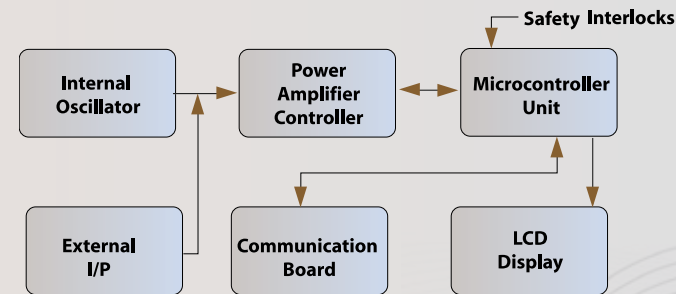 Safety Interlocks
Internal
Oscillator
Power
Amplifier
Controller
Microcontroller
Unit
External
I/P
Communication
Board
LCD
Display